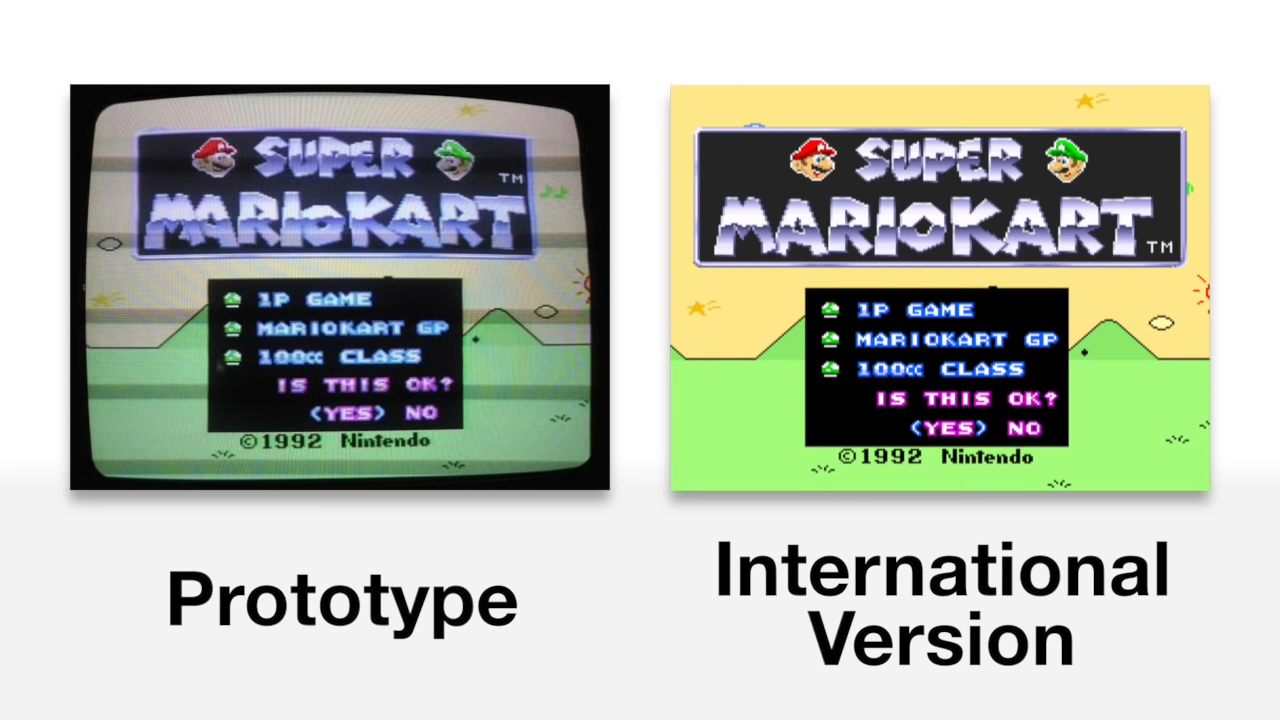 SUPER
TM
MARIOKART
1P GAME
MARIOKART GP
100cc CLASS
IS THIS OK?
(YES) NO
©1992 Nintendo
Prototype
SUPER
MARIOKART
TM
1P GAME
MARIOKART GP
100cc CLASS
IS THIS OK?
(YES) NO
©1992 Nintendo
International
Version